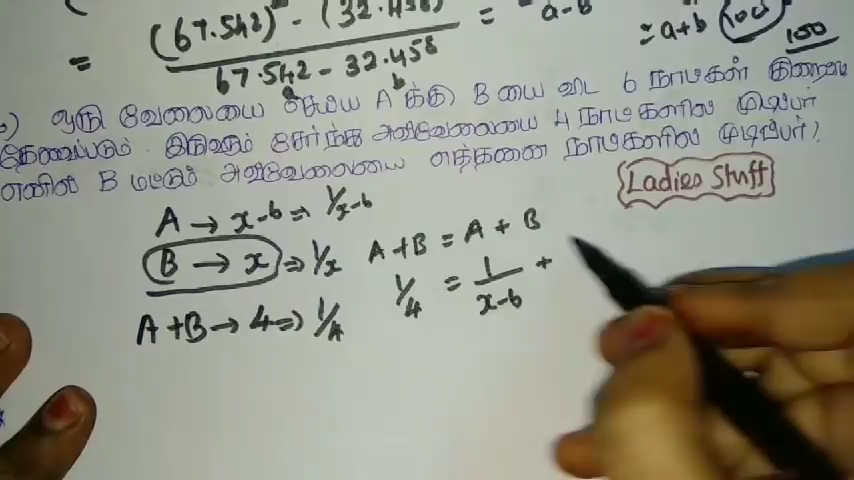 = (67.542)² - (32.458)² / 67.542 - 32.458 = a-b
= a+b (100)
100
a b
ஒரு வேலையை செய்ய A க்கு B யை விட 6 நாட்கள் குறைவாக
தேவைப்படும். இருவரும் சேர்ந்து அவ்வேலையை 4 நாட்களில் முடிப்பர்
எனில் B மட்டும் அவ்வேலையை எத்தனை நாட்களில் முடிப்பர்?
Ladies Stuff
A → x-6 ⇒ 1/x-6
B → x ⇒ 1/x
A+B = A + B
A+B → 4 ⇒ 1/4
1/4 = 1/x-6 +